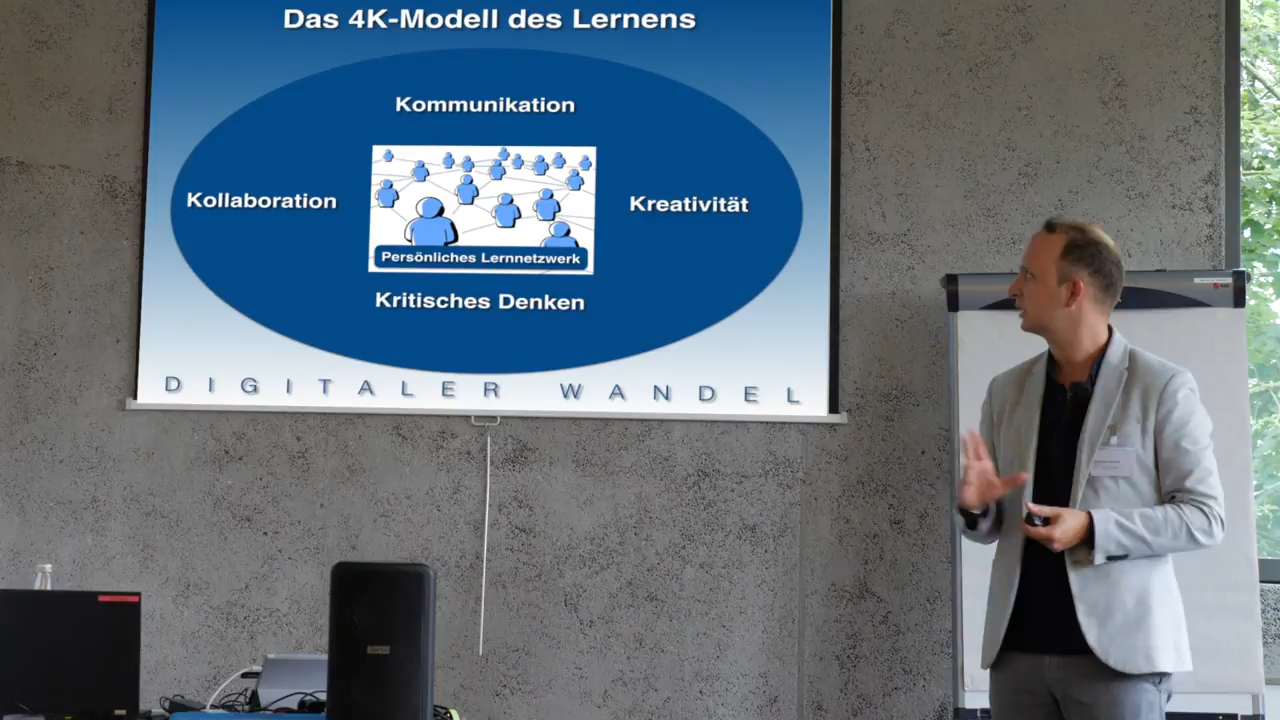 Das 4K-Modell des Lernens
Kommunikation
Kollaboration
Kreativität
Persönliches Lernnetzwerk
Kritisches Denken
DIGITALER WANDEL